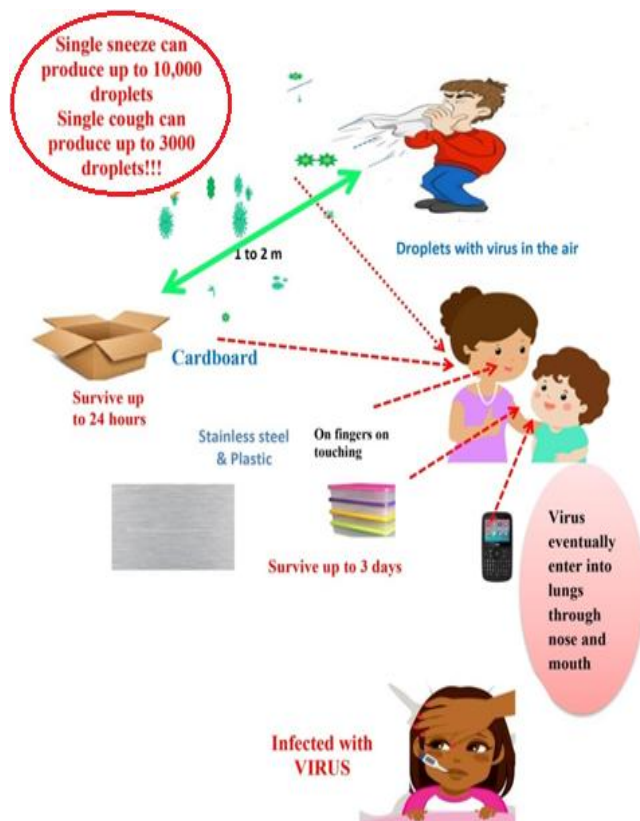 Single sneeze can
produce up to 10,000
droplets
Single cough can
produce up to 3000
droplets!!!
1 to 2 m
Droplets with virus in the air
Cardboard
Survive up
to 24 hours
Stainless steel
& Plastic
On fingers on
touching
Survive up to 3 days
Virus
eventually
enter into
lungs
through
nose and
mouth
Infected with
VIRUS